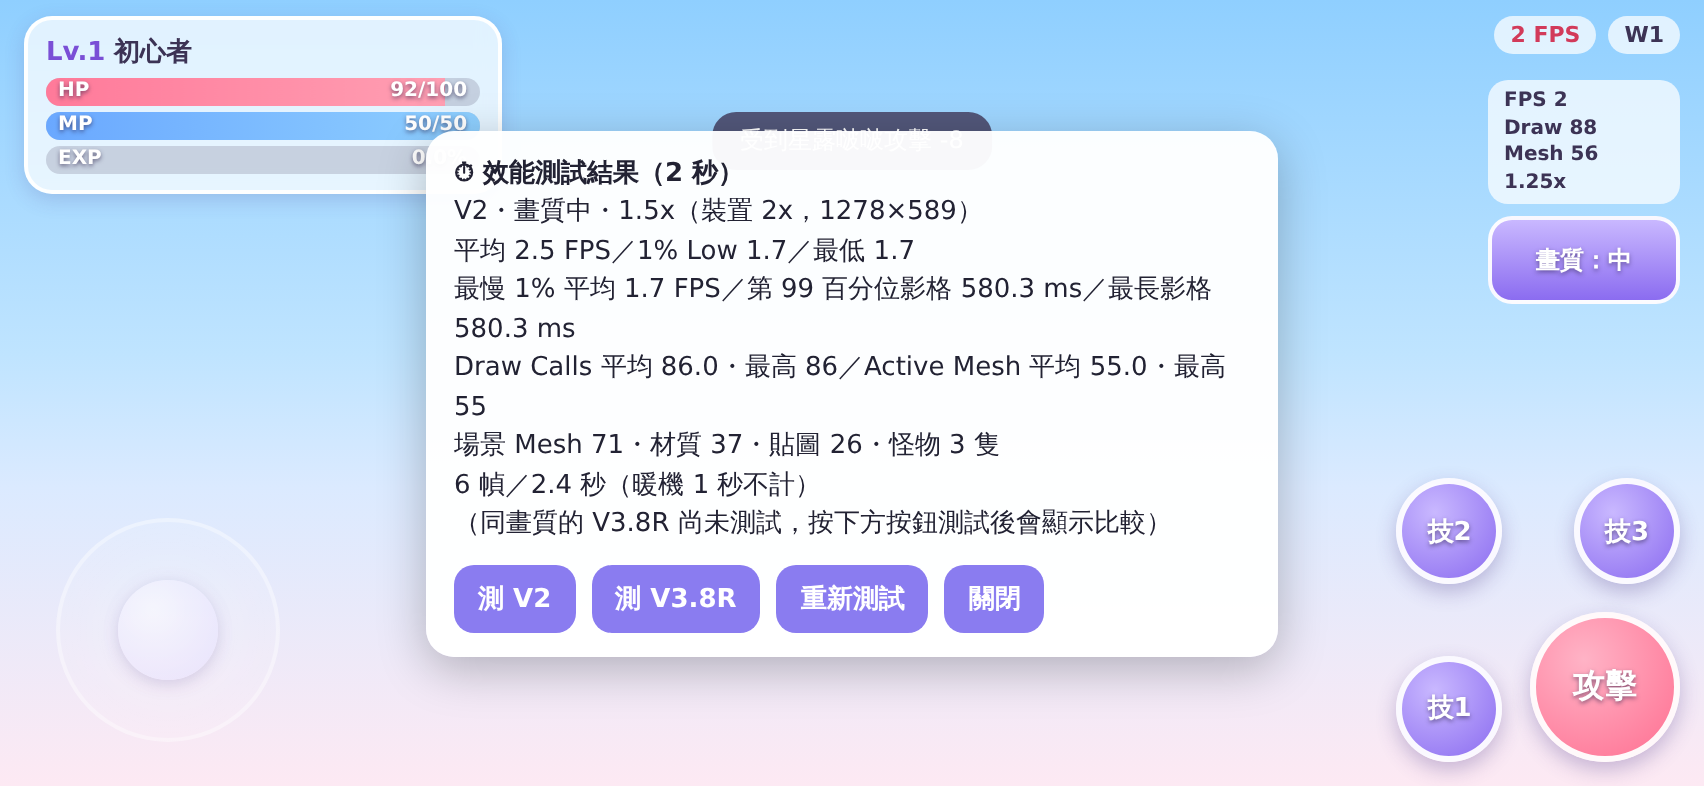 Lv.1 初心者
HP 92/100
MP 50/50
EXP 0
2 FPS
W1
FPS 2
Draw 88
Mesh 56
1.25x
畫質：中
⏱ 效能測試結果（2 秒）
V2・畫質中・1.5x（裝置 2x，1278×589）
平均 2.5 FPS／1% Low 1.7／最低 1.7
最慢 1% 平均 1.7 FPS／第 99 百分位影格 580.3 ms／最長影格
580.3 ms
Draw Calls 平均 86.0・最高 86／Active Mesh 平均 55.0・最高
55
場景 Mesh 71・材質 37・貼圖 26・怪物 3 隻
6 幀／2.4 秒（暖機 1 秒不計）
（同畫質的 V3.8R 尚未測試，按下方按鈕測試後會顯示比較）
測 V2
測 V3.8R
重新測試
關閉
技2
技3
技1
攻擊